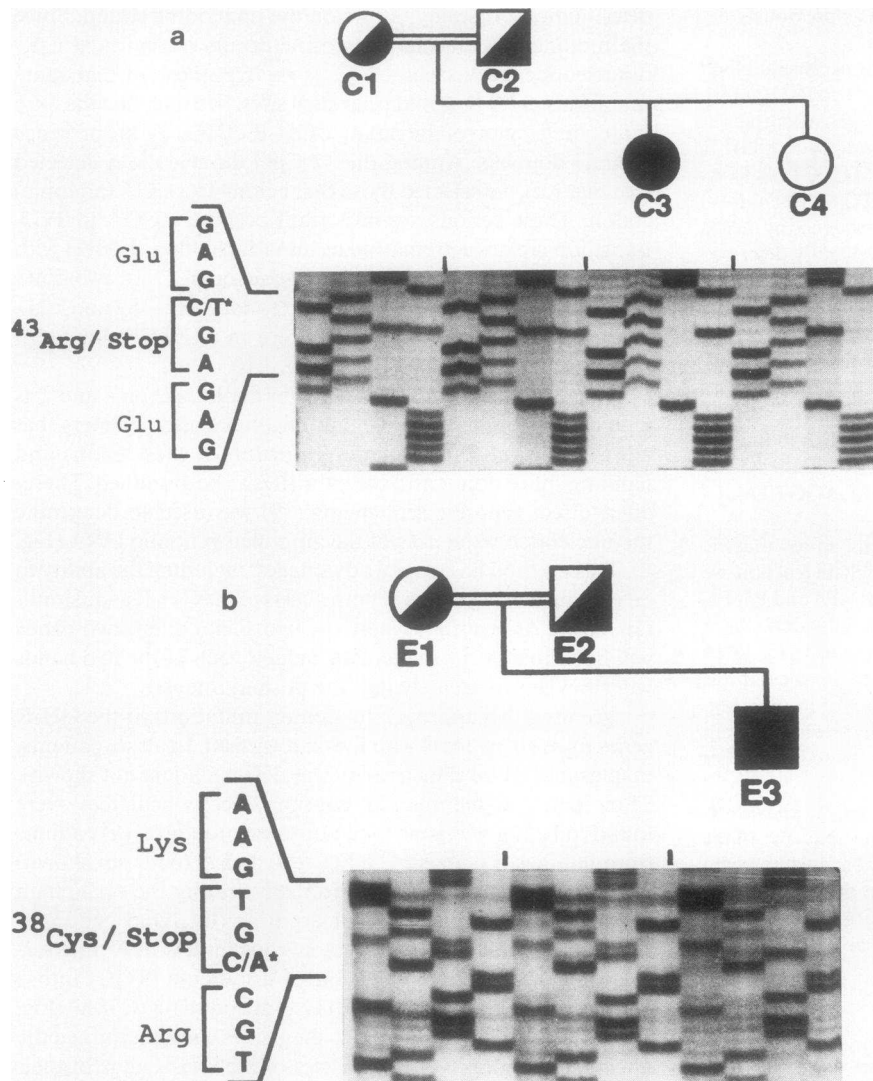 a
C1 C2
C3 C4
Glu
G
A
G
43Arg/Stop
C/T*
G
A
Glu
G
A
G
b
E1 E2
E3
Lys
A
A
G
38Cys/Stop
T
G
C/A*
Arg
C
G
T